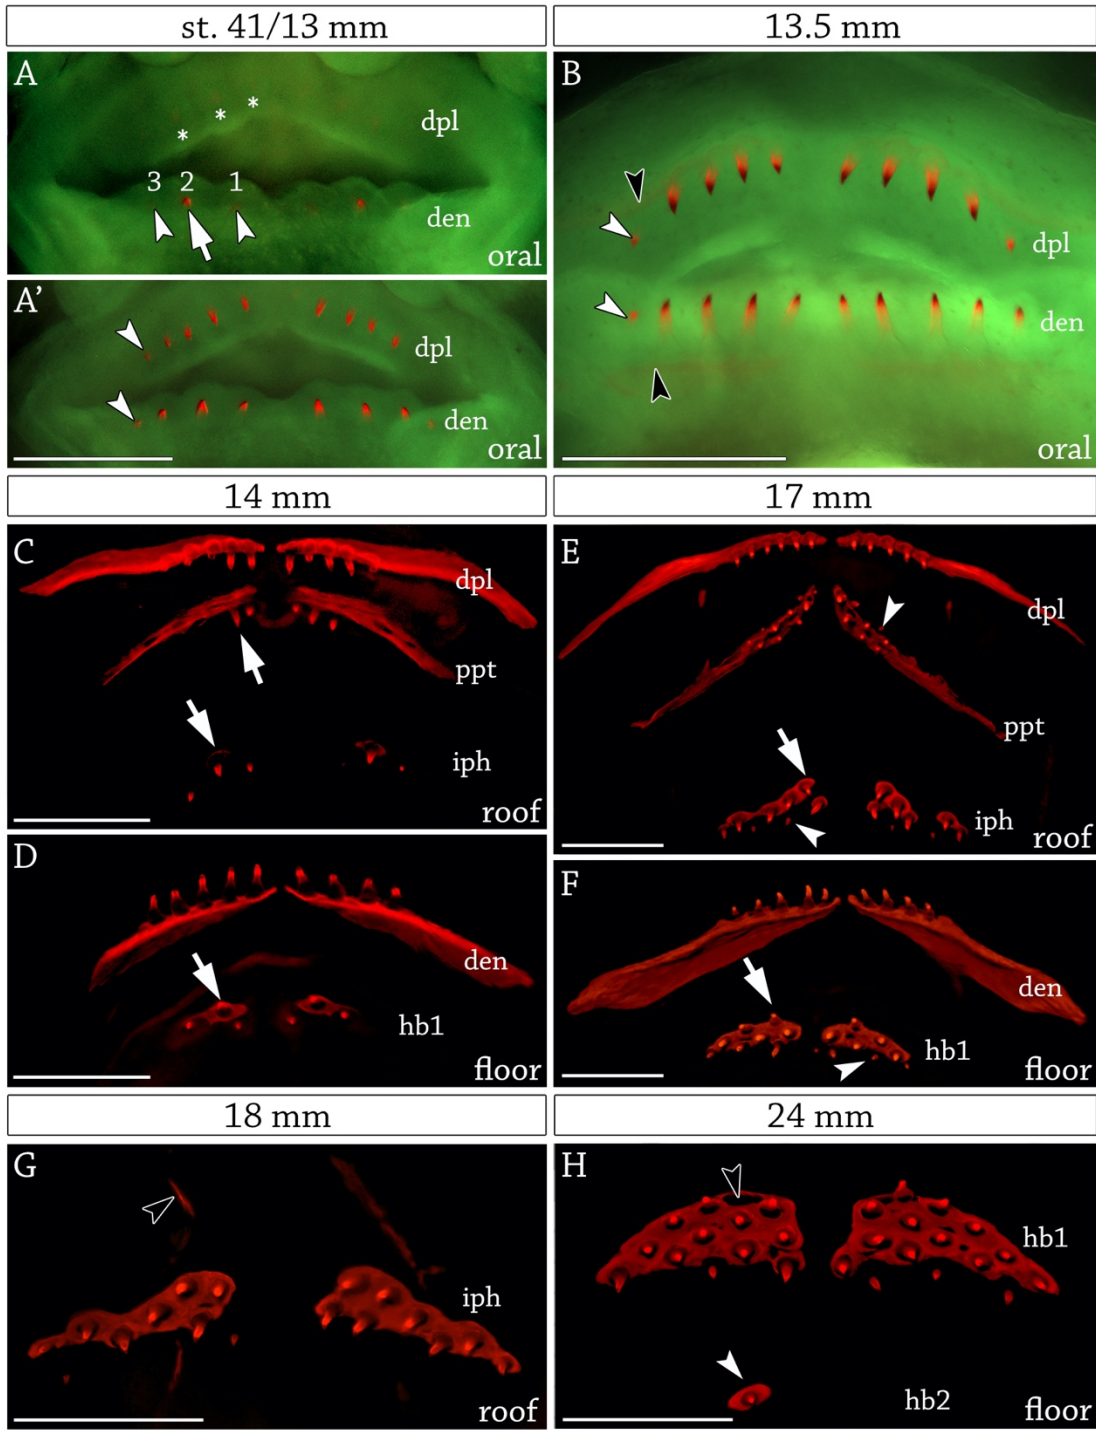 st. 41/13 mm
13.5 mm
A
* * *
dpl
3 2 1
den
oral
A'
dpl
den
oral
B
dpl
den
oral
14 mm
17 mm
C
dpl
ppt
iph
roof
D
den
hb1
floor
E
dpl
ppt
iph
roof
F
den
hb1
floor
18 mm
24 mm
G
iph
roof
H
hb1
hb2
floor